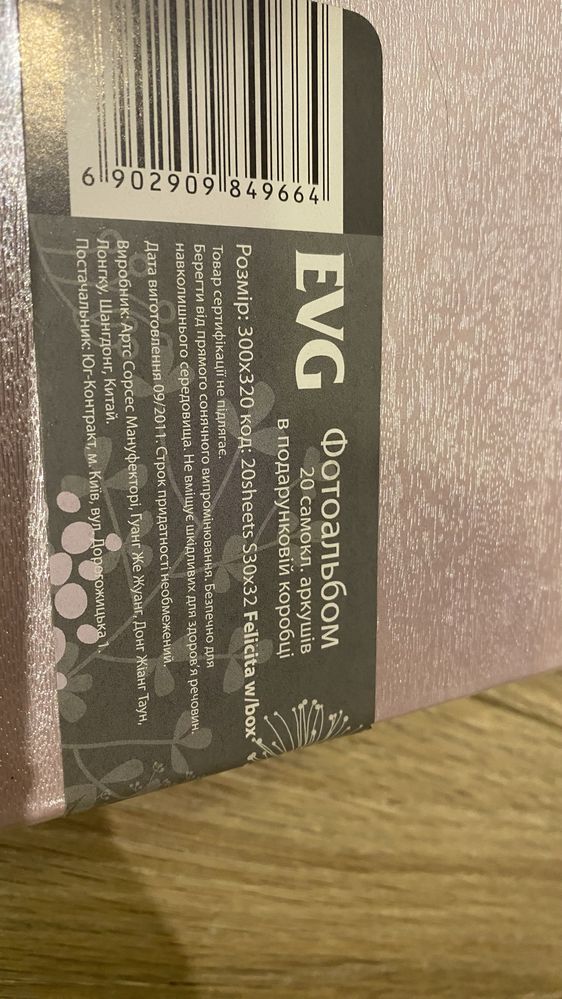 6 902909 849664
EVG
Фотоальбом
20 самокл. аркушів
в подарунковій коробці
Розмір: 300х320 код: 20sheets S30x32 Felicita w/box
Товар сертифікації не підлягає.
Берегти від прямого сонячного випромінювання. Безпечно для
навколишнього середовища. Не вміщує шкідливих для здоров'я речовин.
Дата виготовлення 09/2011. Строк придатності необмежений.
Виробник: Артс Сорсес Мануфекторі, Гуанг Же Жуанг, Донг Жіанг Таун,
Лонгку, Шангдонг, Китай.
Постачальник: Юг-Контракт, м. Київ, вул. Дорогожицька 1.